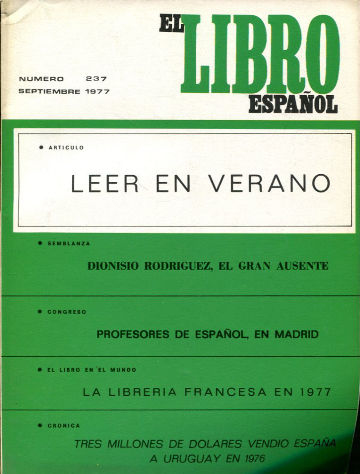 EL LIBRO ESPAÑOL
NUMERO 237
SEPTIEMBRE 1977
● ARTICULO
LEER EN VERANO
● SEMBLANZA
DIONISIO RODRIGUEZ, EL GRAN AUSENTE
● CONGRESO
PROFESORES DE ESPAÑOL, EN MADRID
● EL LIBRO EN EL MUNDO
LA LIBRERIA FRANCESA EN 1977
● CRONICA
TRES MILLONES DE DOLARES VENDIO ESPAÑA
A URUGUAY EN 1976